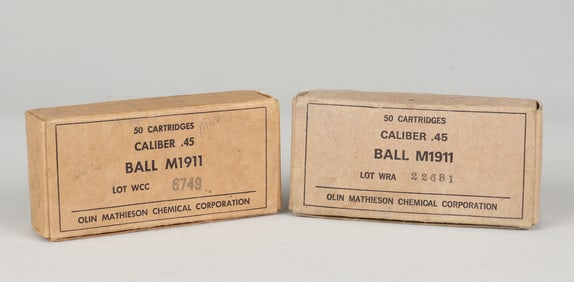 50 CARTRIDGES
CALIBER .45
BALL M1911
LOT WCC 6749
OLIN MATHIESON CHEMICAL CORPORATION
50 CARTRIDGES
CALIBER .45
BALL M1911
LOT WRA 22681
OLIN MATHIESON CHEMICAL CORPORATION